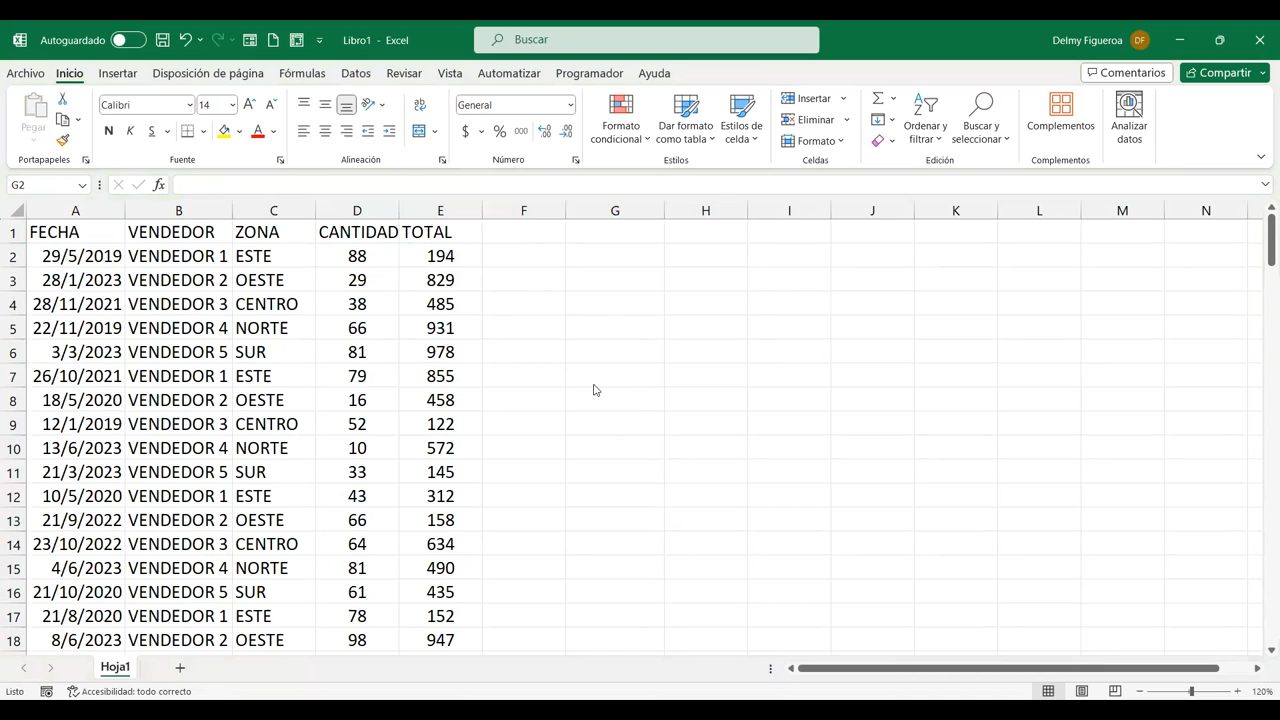 Autoguardado Libro1 - Excel Buscar Delmy Figueroa DF
Archivo Inicio Insertar Disposición de página Fórmulas Datos Revisar Vista Automatizar Programador Ayuda Comentarios Compartir
Pegar Calibri 14 General Formato condicional Dar formato como tabla Estilos de celda Insertar Eliminar Formato Ordenar y filtrar Buscar y seleccionar Complementos Analizar datos
N K S $ % 000
Portapapeles Fuente Alineación Número Estilos Celdas Edición Complementos
G2 fx
A B C D E F G H I J K L M N
1 FECHA VENDEDOR ZONA CANTIDAD TOTAL
2 29/5/2019 VENDEDOR 1 ESTE 88 194
3 28/1/2023 VENDEDOR 2 OESTE 29 829
4 28/11/2021 VENDEDOR 3 CENTRO 38 485
5 22/11/2019 VENDEDOR 4 NORTE 66 931
6 3/3/2023 VENDEDOR 5 SUR 81 978
7 26/10/2021 VENDEDOR 1 ESTE 79 855
8 18/5/2020 VENDEDOR 2 OESTE 16 458
9 12/1/2019 VENDEDOR 3 CENTRO 52 122
10 13/6/2023 VENDEDOR 4 NORTE 10 572
11 21/3/2023 VENDEDOR 5 SUR 33 145
12 10/5/2020 VENDEDOR 1 ESTE 43 312
13 21/9/2022 VENDEDOR 2 OESTE 66 158
14 23/10/2022 VENDEDOR 3 CENTRO 64 634
15 4/6/2023 VENDEDOR 4 NORTE 81 490
16 21/10/2020 VENDEDOR 5 SUR 61 435
17 21/8/2020 VENDEDOR 1 ESTE 78 152
18 8/6/2023 VENDEDOR 2 OESTE 98 947
Hoja1
Listo Accesibilidad: todo correcto 120%